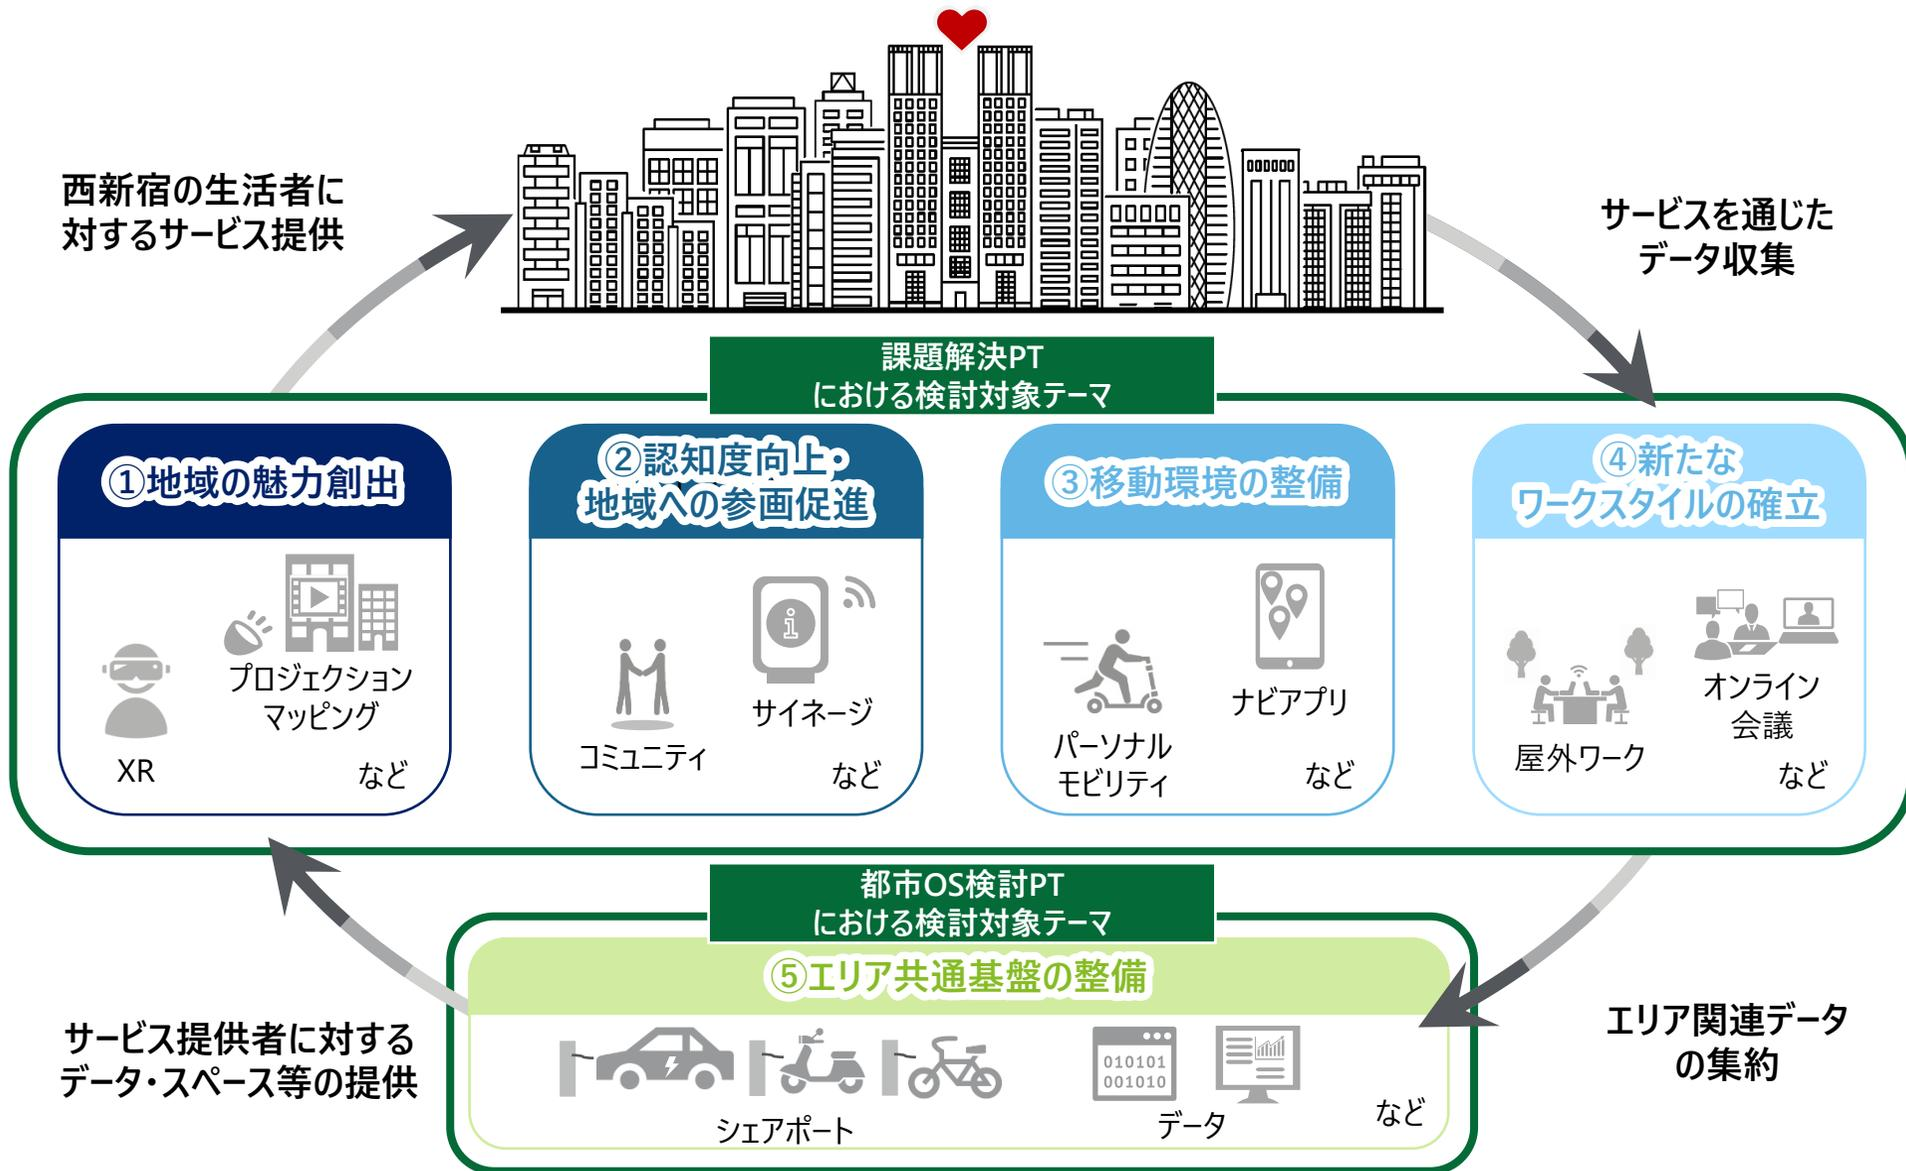 西新宿の生活者に
対するサービス提供
サービスを通じた
データ収集
課題解決PT
における検討対象テーマ
①地域の魅力創出
プロジェクション
マッピング
XR
など
②認知度向上・
地域への参画促進
サイネージ
コミュニティ
など
③移動環境の整備
ナビアプリ
パーソナル
モビリティ
など
④新たな
ワークスタイルの確立
オンライン
会議
屋外ワーク
など
都市OS検討PT
における検討対象テーマ
⑤エリア共通基盤の整備
010101
001010
シェアポート
データ
など
サービス提供者に対する
データ・スペース等の提供
エリア関連データ
の集約